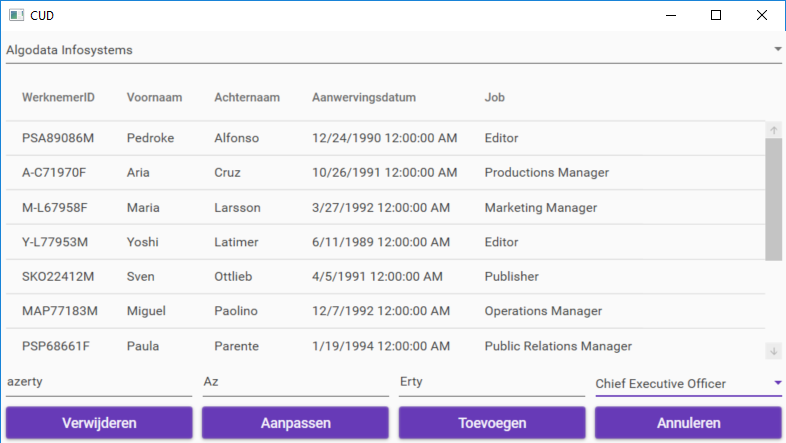 CUD
Algodata Infosystems
WerknemerID Voornaam Achternaam Aanwervingsdatum Job
PSA89086M Pedroke Alfonso 12/24/1990 12:00:00 AM Editor
A-C71970F Aria Cruz 10/26/1991 12:00:00 AM Productions Manager
M-L67958F Maria Larsson 3/27/1992 12:00:00 AM Marketing Manager
Y-L77953M Yoshi Latimer 6/11/1989 12:00:00 AM Editor
SKO22412M Sven Ottlieb 4/5/1991 12:00:00 AM Publisher
MAP77183M Miguel Paolino 12/7/1992 12:00:00 AM Operations Manager
PSP68661F Paula Parente 1/19/1994 12:00:00 AM Public Relations Manager
azerty Az Erty Chief Executive Officer
Verwijderen Aanpassen Toevoegen Annuleren